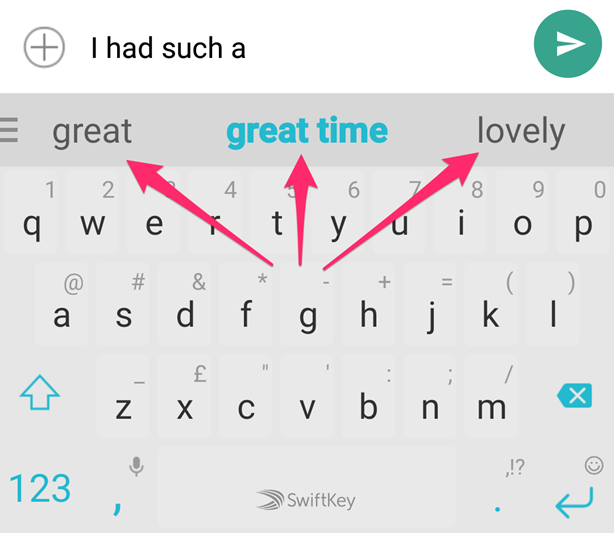 I had such a
great great time lovely
1 2 3 4 5 6 7 8 9 0
q w e r t y u i o p
@ # & * - + = ( )
a s d f g h j k l
_ £ " ' : ; /
z x c v b n m
,!?
123 , SwiftKey .